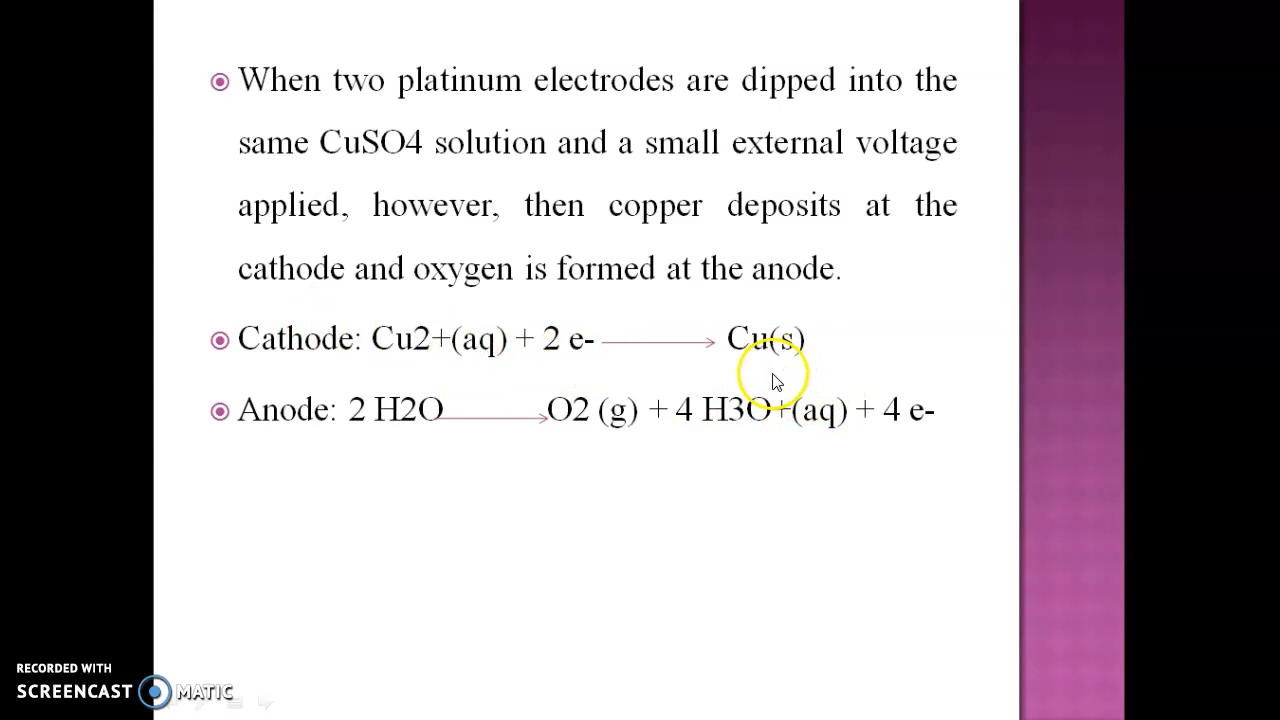 When two platinum electrodes are dipped into the
same CuSO4 solution and a small external voltage
applied, however, then copper deposits at the
cathode and oxygen is formed at the anode.
Cathode: Cu2+(aq) + 2 e- Cu(s)
Anode: 2 H2O O2 (g) + 4 H3O+(aq) + 4 e-
RECORDED WITH
SCREENCAST MATIC